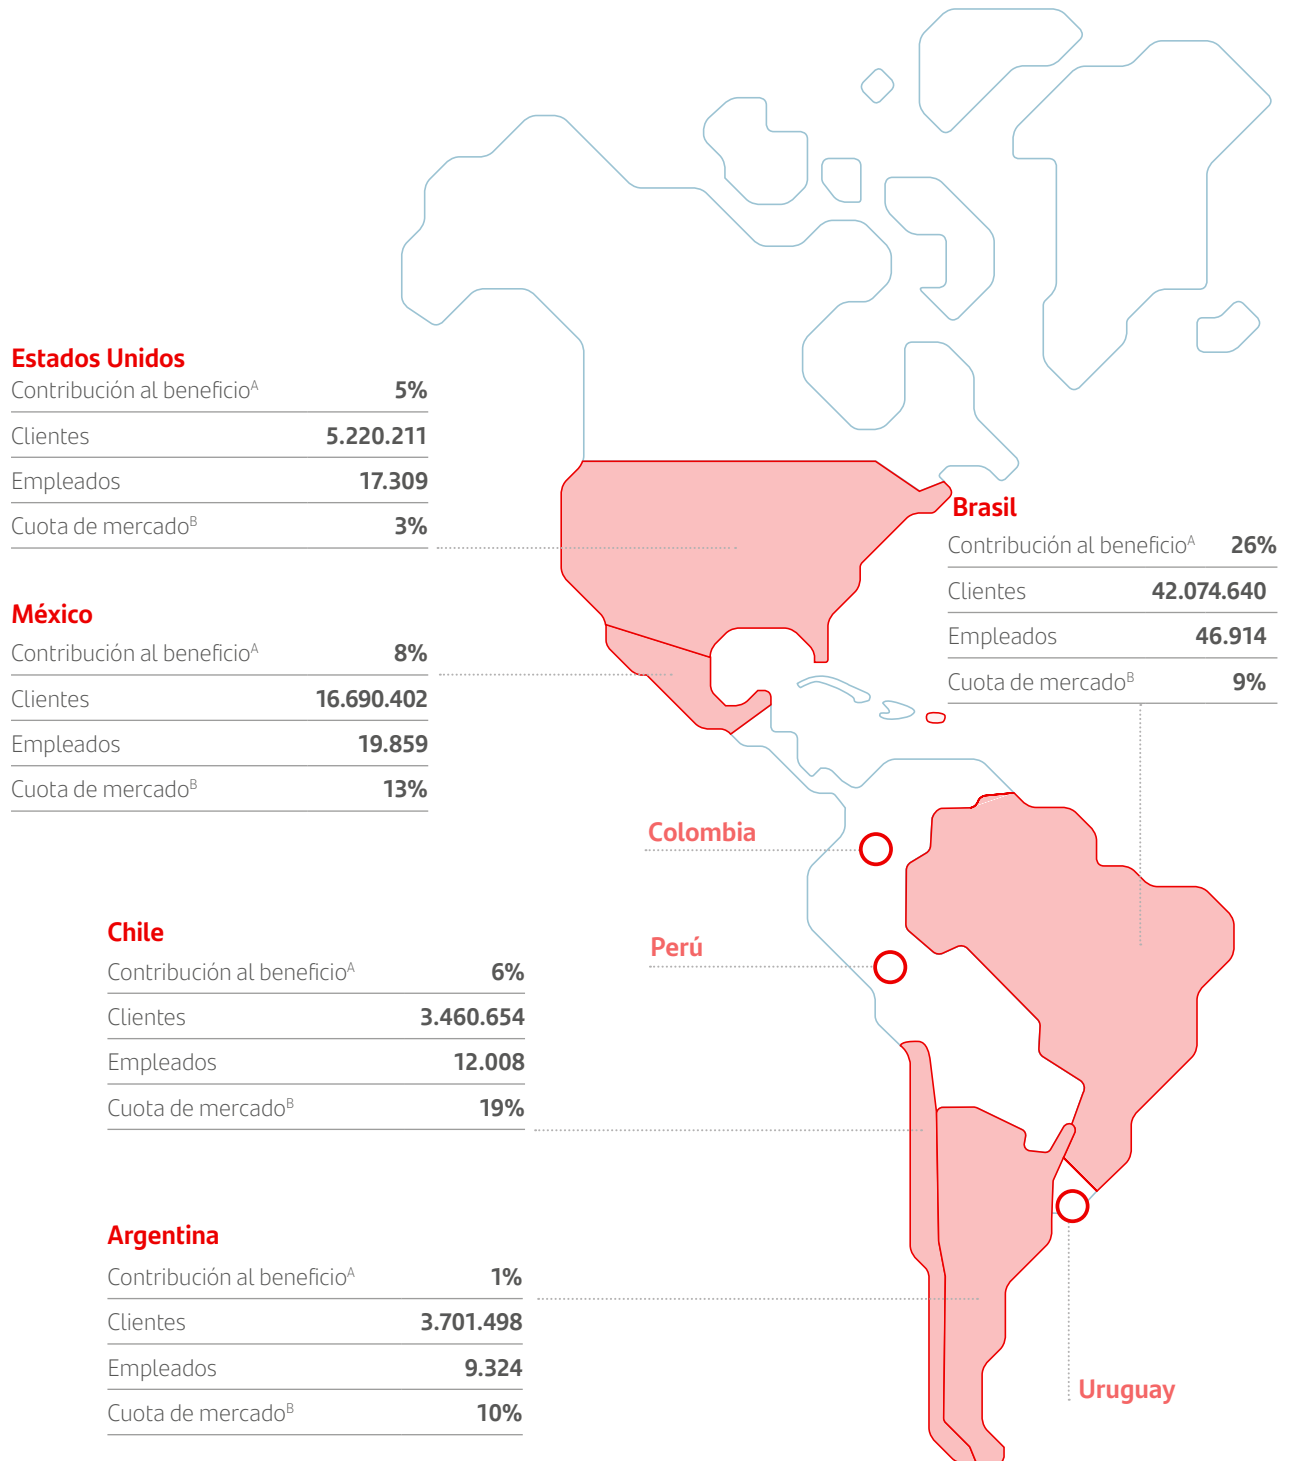 Estados Unidos
Contribución al beneficioᴬ 5%
Clientes 5.220.211
Empleados 17.309
Cuota de mercadoᴮ 3%
Brasil
Contribución al beneficioᴬ 26%
Clientes 42.074.640
Empleados 46.914
Cuota de mercadoᴮ 9%
México
Contribución al beneficioᴬ 8%
Clientes 16.690.402
Empleados 19.859
Cuota de mercadoᴮ 13%
Colombia
Perú
Chile
Contribución al beneficioᴬ 6%
Clientes 3.460.654
Empleados 12.008
Cuota de mercadoᴮ 19%
Argentina
Contribución al beneficioᴬ 1%
Clientes 3.701.498
Empleados 9.324
Cuota de mercadoᴮ 10%
Uruguay